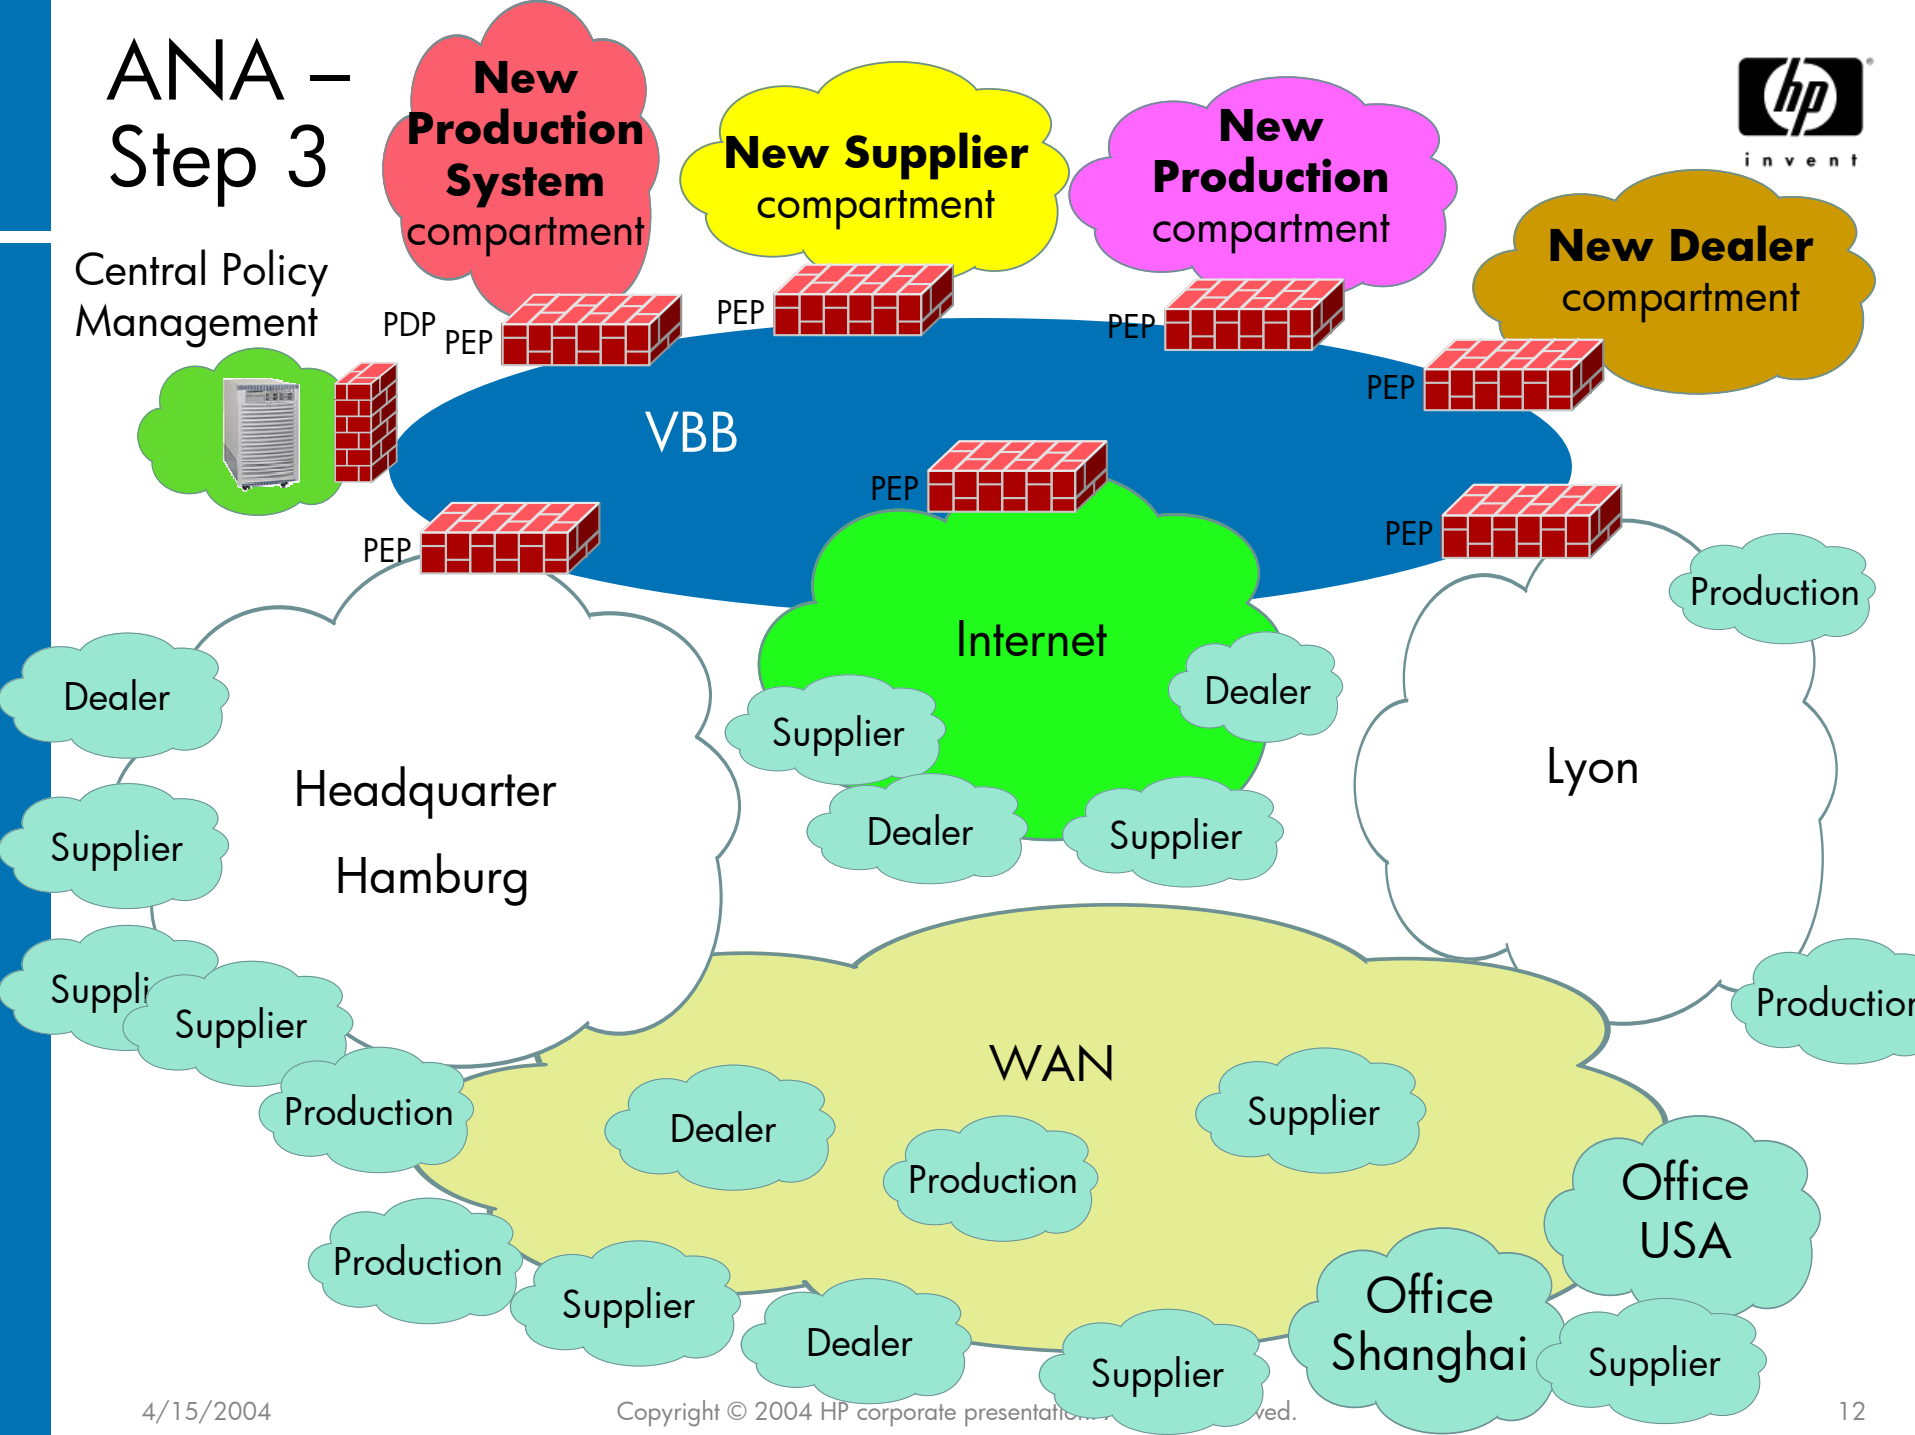 ANA –
Step 3
New
Production
System
compartment
New Supplier
compartment
New
Production
compartment
hp
invent
New Dealer
compartment
Central Policy
Management
PDP
PEP
PEP
PEP
PEP
VBB
PEP
PEP
PEP
Internet
Production
Dealer
Dealer
Supplier
Headquarter
Hamburg
Lyon
Supplier
Dealer
Supplier
Suppli
Supplier
Production
WAN
Production
Dealer
Production
Supplier
Office
USA
Production
Supplier
Dealer
Supplier
Office
Shanghai
Supplier
4/15/2004
Copyright © 2004 HP corporate presentation. ved.
12